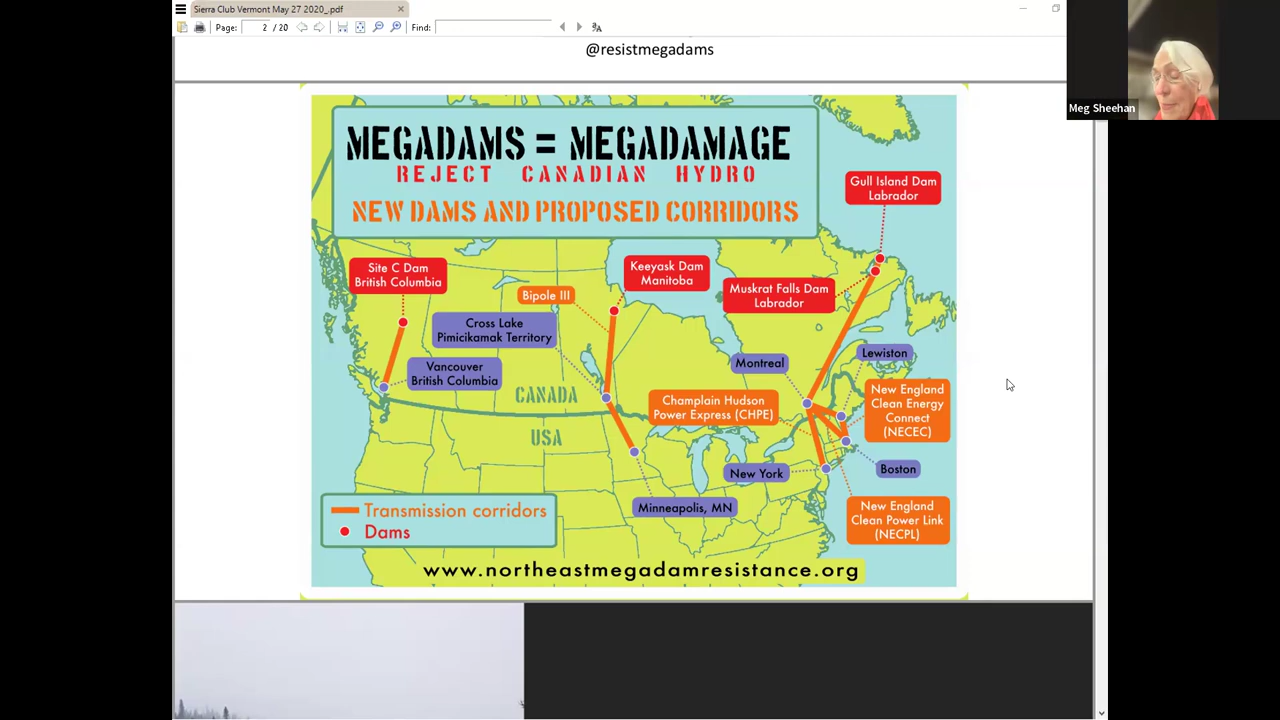 Sierra Club Vermont May 27 2020_.pdf
Page: 2 / 20 Find:
@resistmegadams
Meg Sheehan
MEGADAMS = MEGADAMAGE
REJECT CANADIAN HYDRO
NEW DAMS AND PROPOSED CORRIDORS
Gull Island Dam
Labrador
Site C Dam
British Columbia
Keeyask Dam
Manitoba
Bipole III
Muskrat Falls Dam
Labrador
Cross Lake
Pimicikamak Territory
Vancouver
British Columbia
Montreal
Lewiston
CANADA
Champlain Hudson
Power Express (CHPE)
New England
Clean Energy
Connect
(NECEC)
USA
New York
Boston
Minneapolis, MN
New England
Clean Power Link
(NECPL)
Transmission corridors
Dams
www.northeastmegadamresistance.org